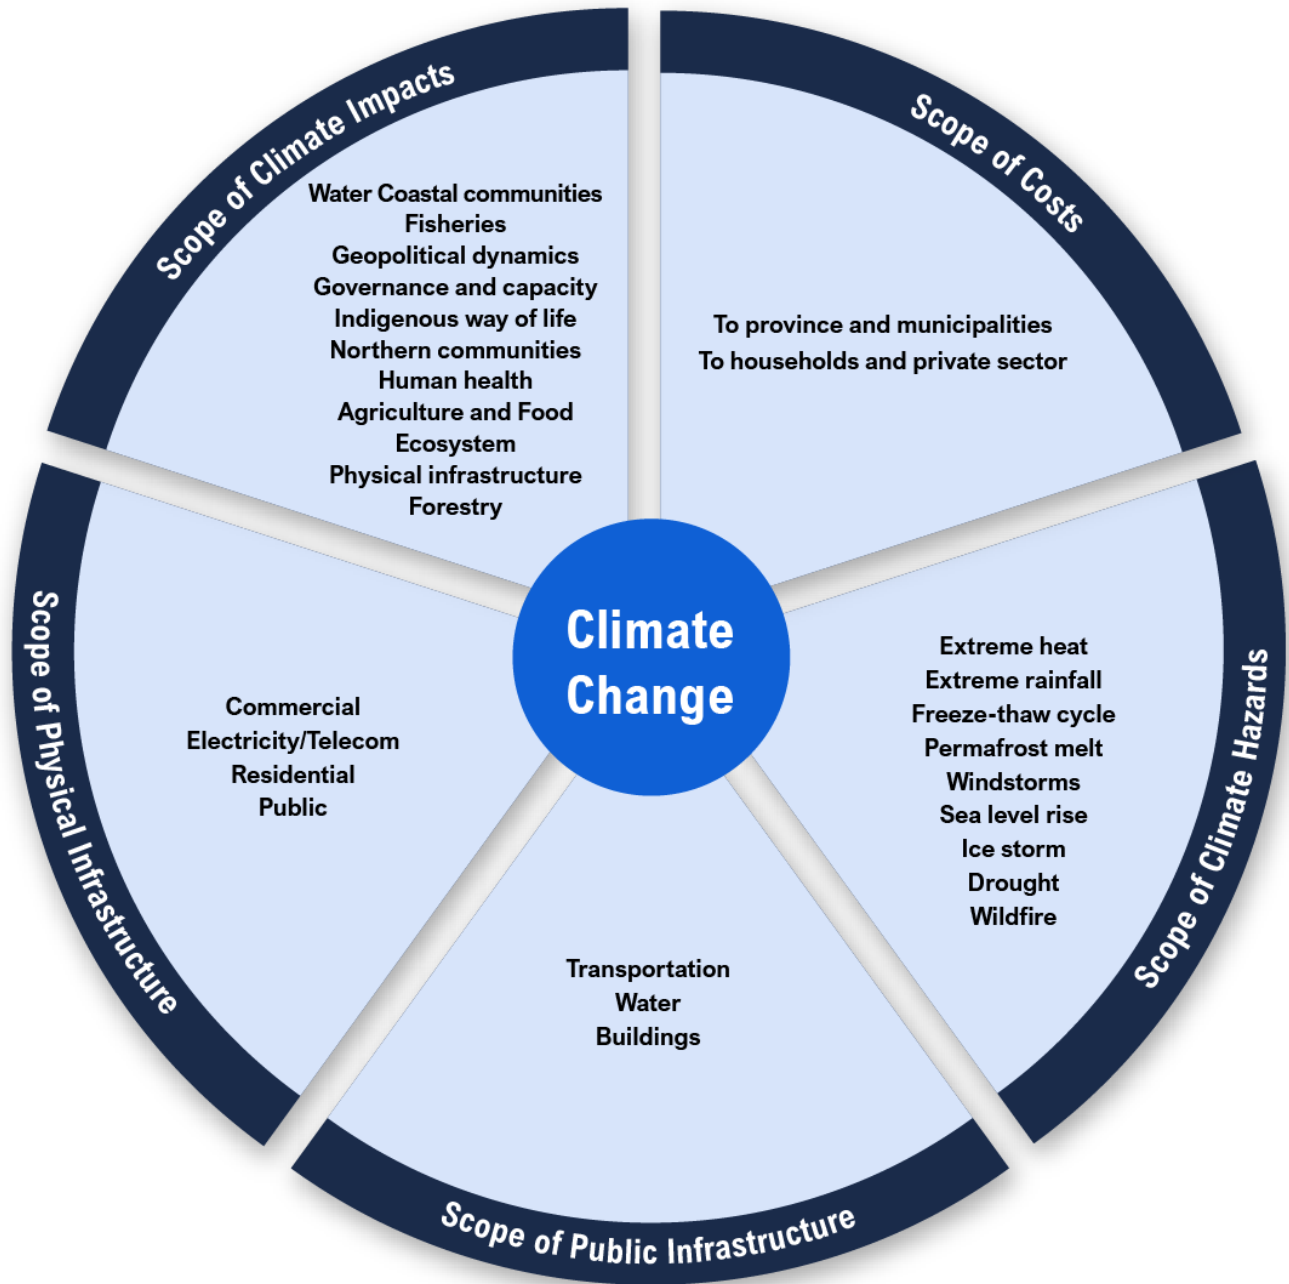 Scope of Climate Impacts
Water Coastal communities
Fisheries
Geopolitical dynamics
Governance and capacity
Indigenous way of life
Northern communities
Human health
Agriculture and Food
Ecosystem
Physical infrastructure
Forestry
Scope of Costs
To province and municipalities
To households and private sector
Climate
Change
Scope of Climate Hazards
Extreme heat
Extreme rainfall
Freeze-thaw cycle
Permafrost melt
Windstorms
Sea level rise
Ice storm
Drought
Wildfire
Scope of Public Infrastructure
Transportation
Water
Buildings
Scope of Physical Infrastructure
Commercial
Electricity/Telecom
Residential
Public